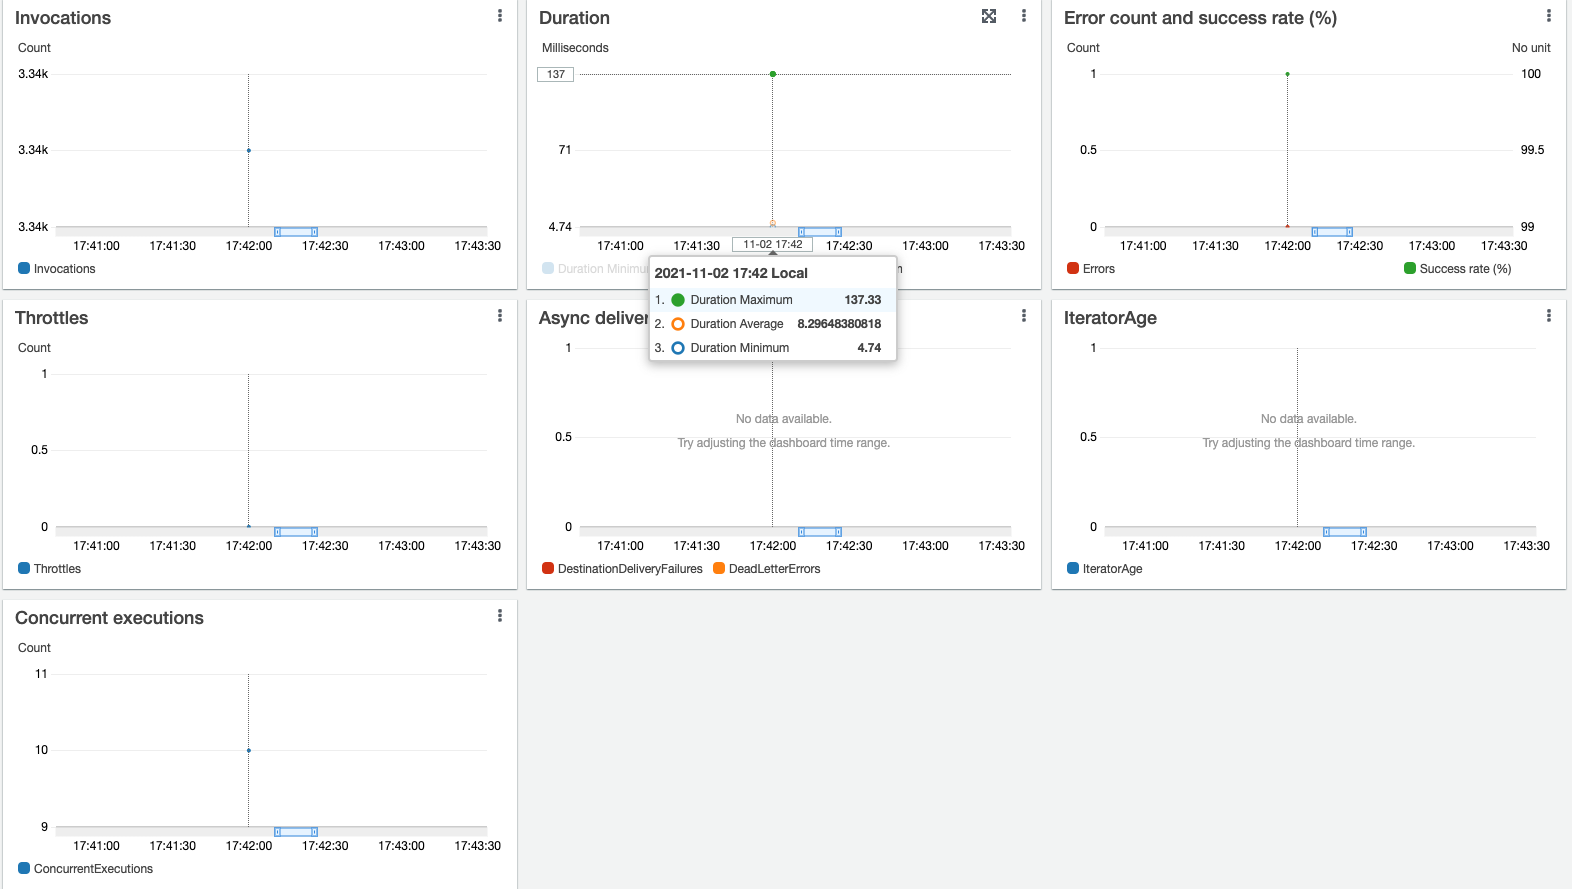 Invocations
Count
3.34k
3.34k
3.34k
17:41:00 17:41:30 17:42:00 17:42:30 17:43:00 17:43:30
Invocations
Duration
Milliseconds
137
71
4.74
17:41:00 17:41:30 11-02 17:42 17:42:30 17:43:00 17:43:30
Duration
2021-11-02 17:42 Local
1. Duration Maximum 137.33
2. Duration Average 8.29648380818
3. Duration Minimum 4.74
Error count and success rate (%)
Count No unit
1 100
0.5 99.5
0 99
17:41:00 17:41:30 17:42:00 17:42:30 17:43:00 17:43:30
Errors Success rate (%)
Throttles
Count
1
0.5
0
17:41:00 17:41:30 17:42:00 17:42:30 17:43:00 17:43:30
Throttles
Async
1
No data available.
0.5
Try adjusting the dashboard time range.
0
17:41:00 17:41:30 17:42:00 17:42:30 17:43:00 17:43:30
DestinationDeliveryFailures DeadLetterErrors
IteratorAge
1
No data available.
0.5
Try adjusting the dashboard time range.
0
17:41:00 17:41:30 17:42:00 17:42:30 17:43:00 17:43:30
IteratorAge
Concurrent executions
Count
11
10
9
17:41:00 17:41:30 17:42:00 17:42:30 17:43:00 17:43:30
ConcurrentExecutions